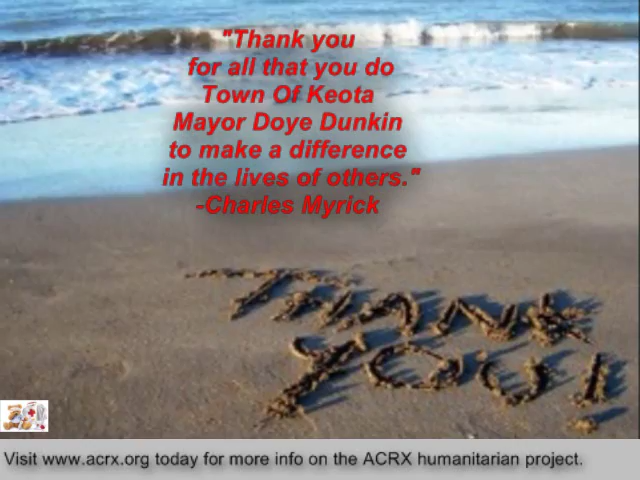 "Thank you
for all that you do
Town Of Keota
Mayor Doye Dunkin
to make a difference
in the lives of others."
-Charles Myrick
THANK
YOU!
Visit www.acrx.org today for more info on the ACRX humanitarian project.